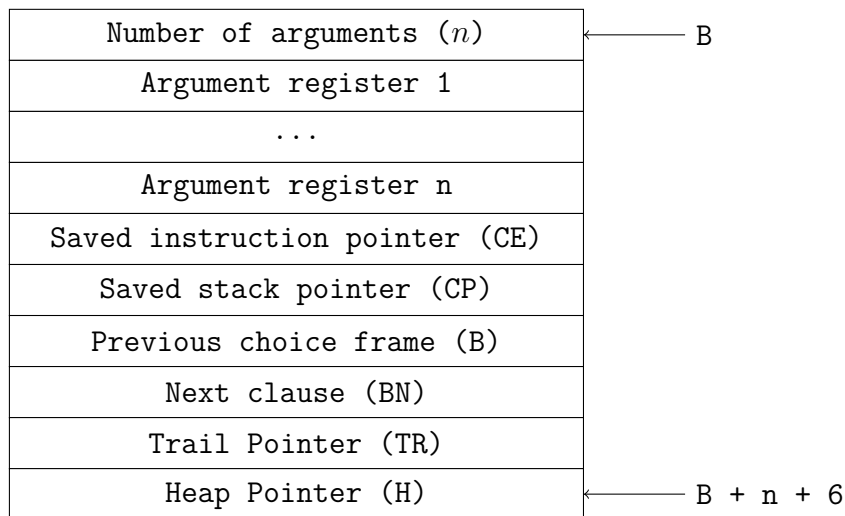 Number of arguments (n)
B
Argument register 1
...
Argument register n
Saved instruction pointer (CE)
Saved stack pointer (CP)
Previous choice frame (B)
Next clause (BN)
Trail Pointer (TR)
Heap Pointer (H)
B + n + 6